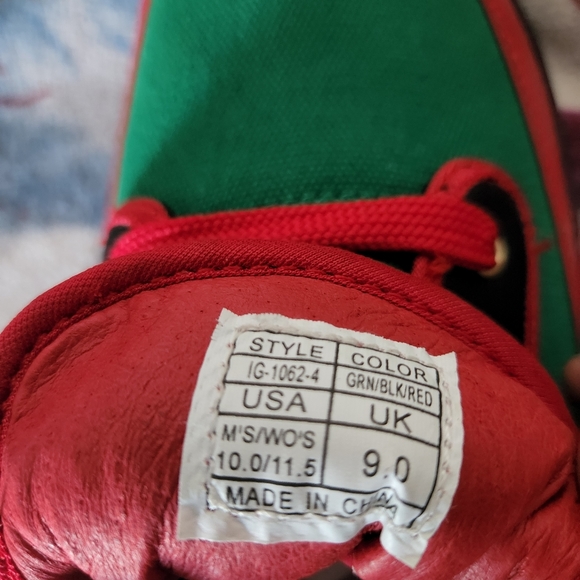 STYLE COLOR
IG-1062-4 GRN/BLK/RED
USA UK
M'S/WO'S
10.0/11.5 9.0
MADE IN CHINA